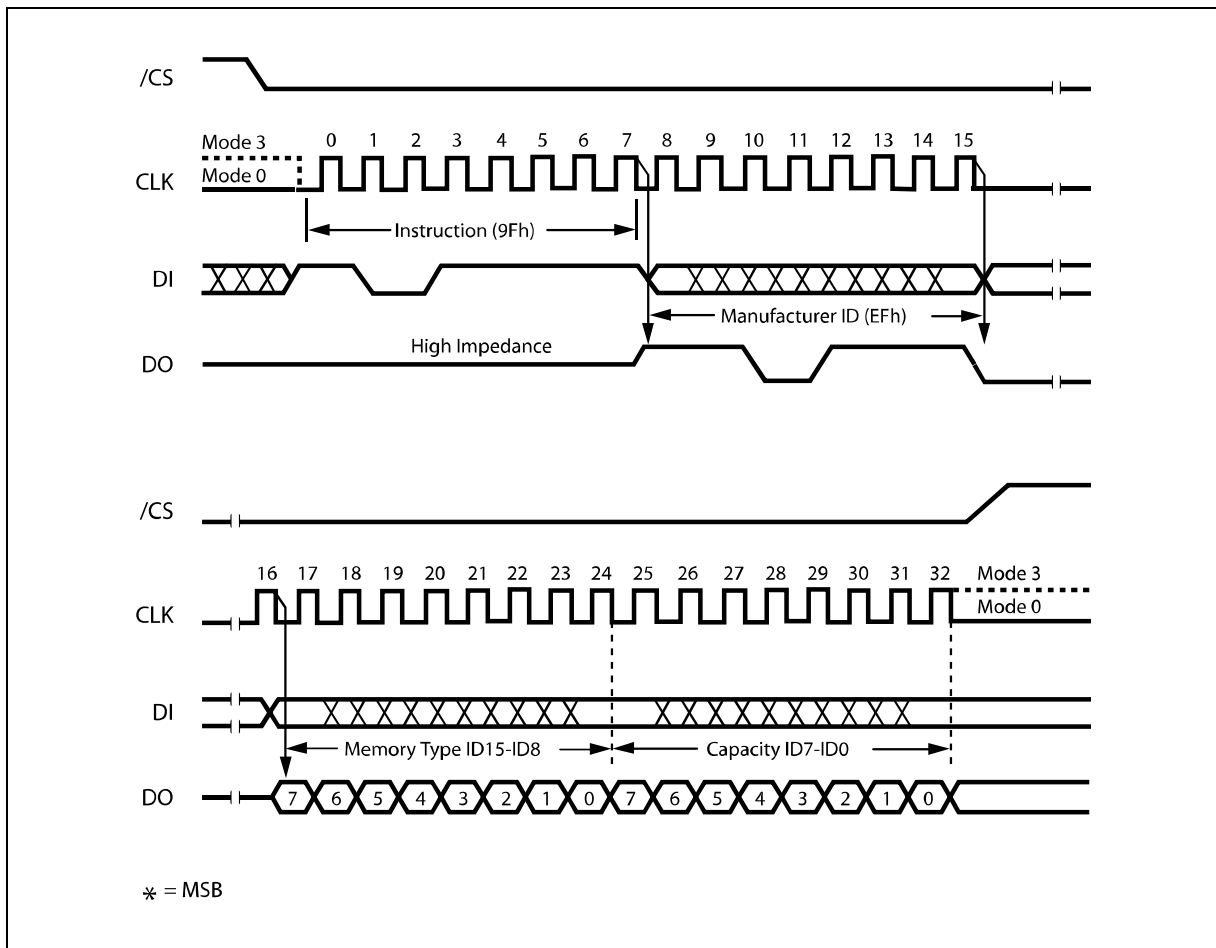 /CS
0 1 2 3 4 5 6 7 8 9 10 11 12 13 14 15
Mode 3
Mode 0
CLK
Instruction (9Fh)
DI
Manufacturer ID (EFh)
High Impedance
DO
/CS
16 17 18 19 20 21 22 23 24 25 26 27 28 29 30 31 32
Mode 3
Mode 0
CLK
DI
Memory Type ID15-ID8 Capacity ID7-ID0
DO 7 6 5 4 3 2 1 0 7 6 5 4 3 2 1 0
* = MSB